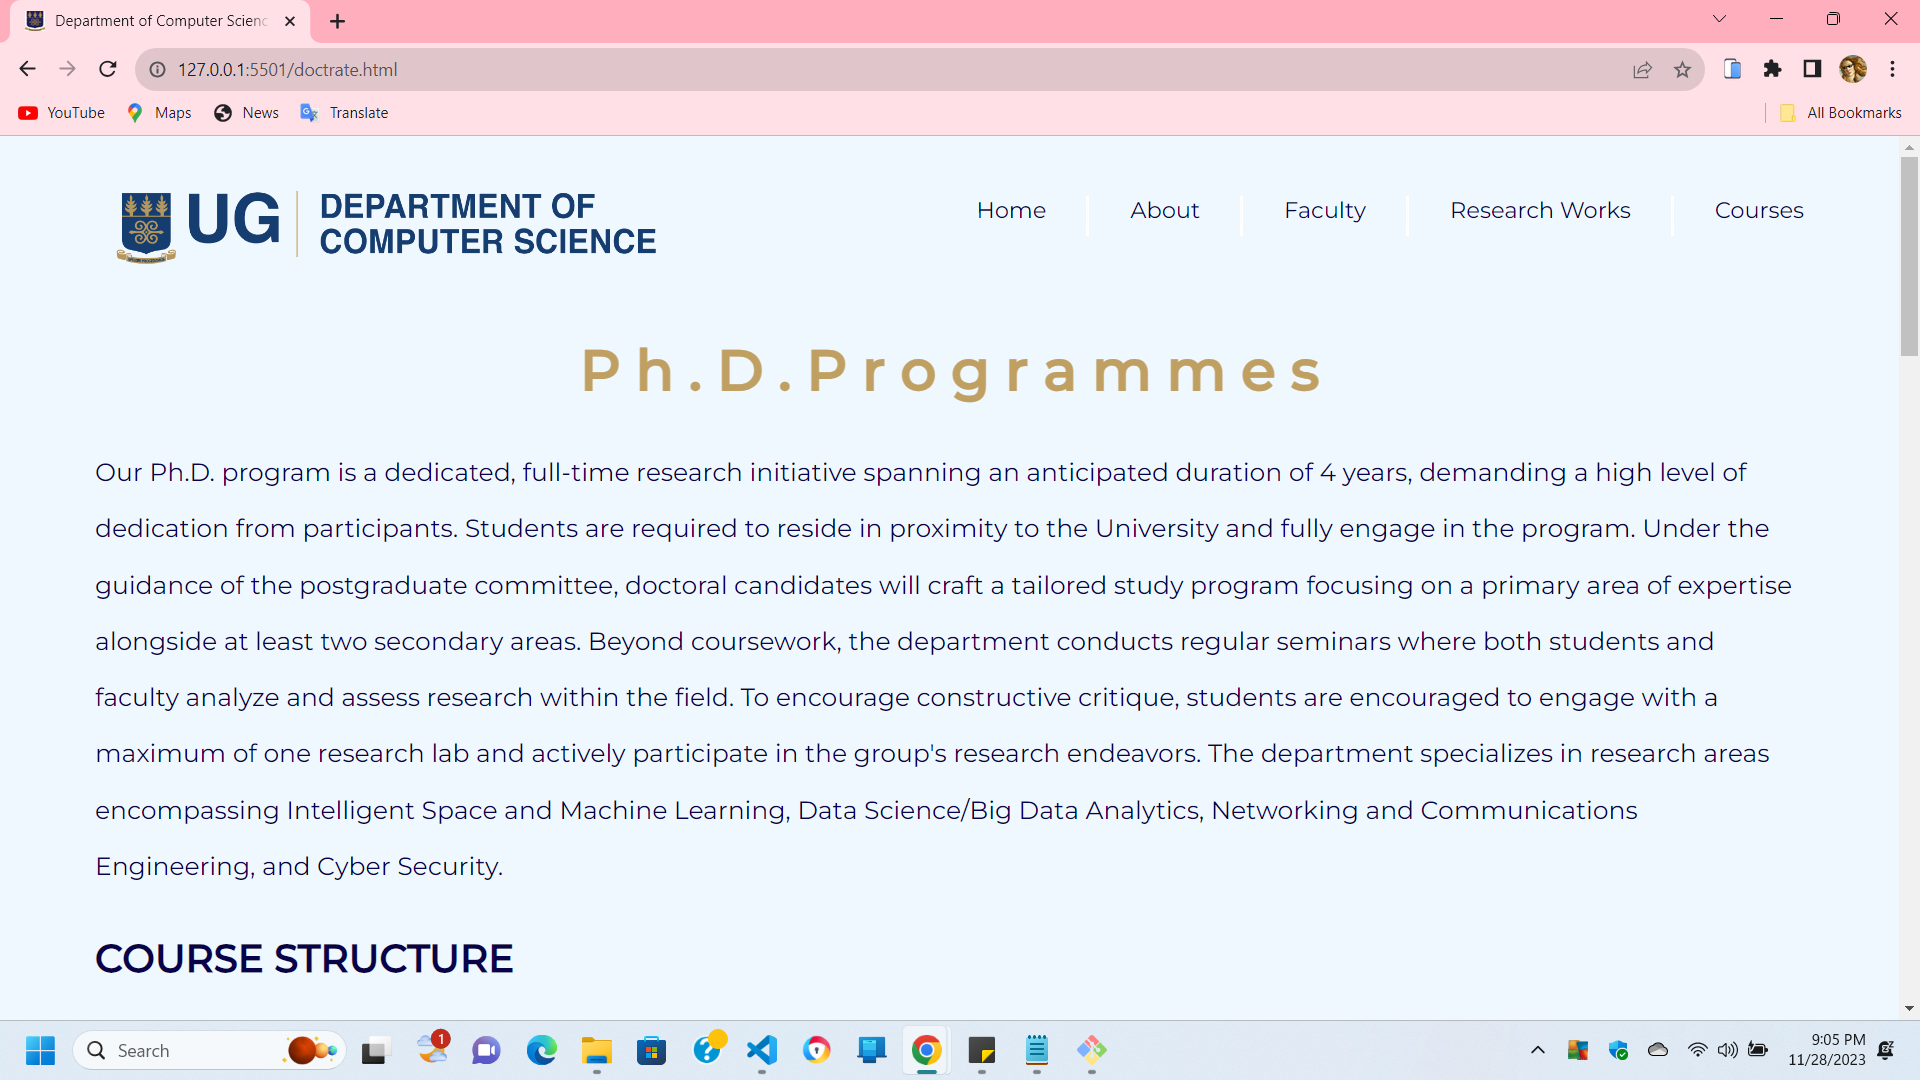 Department of Computer Scienc
127.0.0.1:5501/doctrate.html
YouTube
Maps
News
Translate
All Bookmarks
UG
DEPARTMENT OF
COMPUTER SCIENCE
Home
About
Faculty
Research Works
Courses
Ph.D.Programmes
Our Ph.D. program is a dedicated, full-time research initiative spanning an anticipated duration of 4 years, demanding a high level of
dedication from participants. Students are required to reside in proximity to the University and fully engage in the program. Under the
guidance of the postgraduate committee, doctoral candidates will craft a tailored study program focusing on a primary area of expertise
alongside at least two secondary areas. Beyond coursework, the department conducts regular seminars where both students and
faculty analyze and assess research within the field. To encourage constructive critique, students are encouraged to engage with a
maximum of one research lab and actively participate in the group's research endeavors. The department specializes in research areas
encompassing Intelligent Space and Machine Learning, Data Science/Big Data Analytics, Networking and Communications
Engineering, and Cyber Security.
COURSE STRUCTURE
Search
1
9:05 PM
11/28/2023